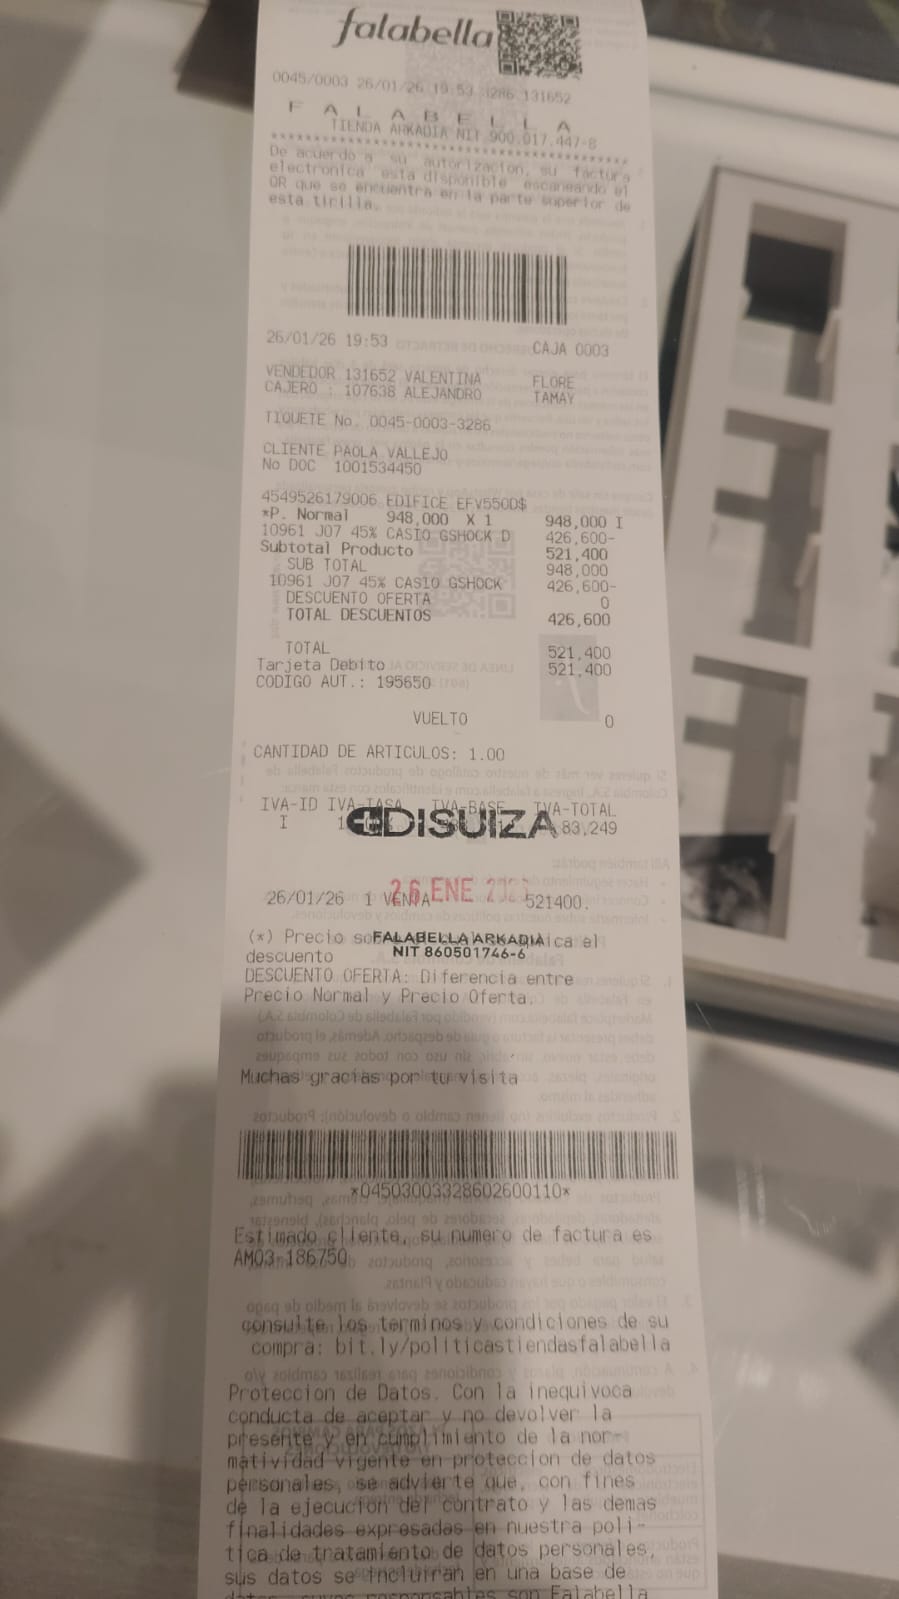 falabella
0045/0003 26/01/26 19:53 3286 131652
F A L A B E L L A
TIENDA ARKADIA NIT 900.017.447-8
De acuerdo a su autorizacion, su factura
electronica esta disponible escaneando el
QR que se encuentra en la parte superior de
esta tirilla.
26/01/26 19:53 CAJA 0003
VENDEDOR 131652 VALENTINA FLORE
CAJERO : 107638 ALEJANDRO TAMAY
TIQUETE No. 0045-0003-3286
CLIENTE PAOLA VALLEJO
No DOC 1001534450
4549526179006 EDIFICE EFV550D$
*P. Normal 948,000 X 1 948,000 I
10961 J07 45% CASIO GSHOCK D 426,600-
Subtotal Producto 521,400
SUB TOTAL 948,000
10961 J07 45% CASIO GSHOCK 426,600-
DESCUENTO OFERTA 0
TOTAL DESCUENTOS 426,600
TOTAL 521,400
Tarjeta Debito 521,400
CODIGO AUT.: 195650
VUELTO 0
CANTIDAD DE ARTICULOS: 1.00
IVA-ID IVA-TASA IVA-BASE IVA-TOTAL
I 83,249
DISUIZA
26/01/26 1 VENTA 521400.
26 ENE
(*) Precio aplica el
descuento
FALABELLA ARKADIA
NIT 860501746-6
DESCUENTO OFERTA: Diferencia entre
Precio Normal y Precio Oferta.
Muchas gracias por tu visita
*04503003328602600110*
Estimado cliente, su numero de factura es
AM03-186750
consulte los terminos y condiciones de su
compra: bit.ly/politicastiendasfalabella
Proteccion de Datos. Con la inequivoca
conducta de aceptar y no devolver la
presente y en cumplimiento de la nor-
matividad vigente en proteccion de datos
personales, se advierte que, con fines
de la ejecucion del contrato y las demas
finalidades expresadas en nuestra poli-
tica de tratamiento de datos personales,
sus datos se incluiran en una base de
son Falabella